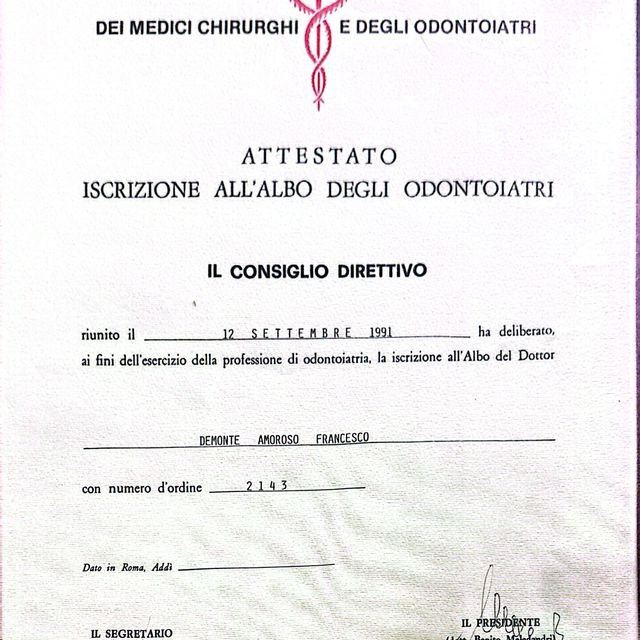 DEI MEDICI CHIRURGHI E DEGLI ODONTOIATRI
ATTESTATO
ISCRIZIONE ALL'ALBO DEGLI ODONTOIATRI
IL CONSIGLIO DIRETTIVO
riunito il 12 SETTEMBRE 1991 ha deliberato,
ai fini dell'esercizio della professione di odontoiatria, la iscrizione all'Albo del Dottor
DEMONTE AMOROSO FRANCESCO
con numero d'ordine 2143
Dato in Roma, Addì
IL SEGRETARIO
IL PRESIDENTE
Benito